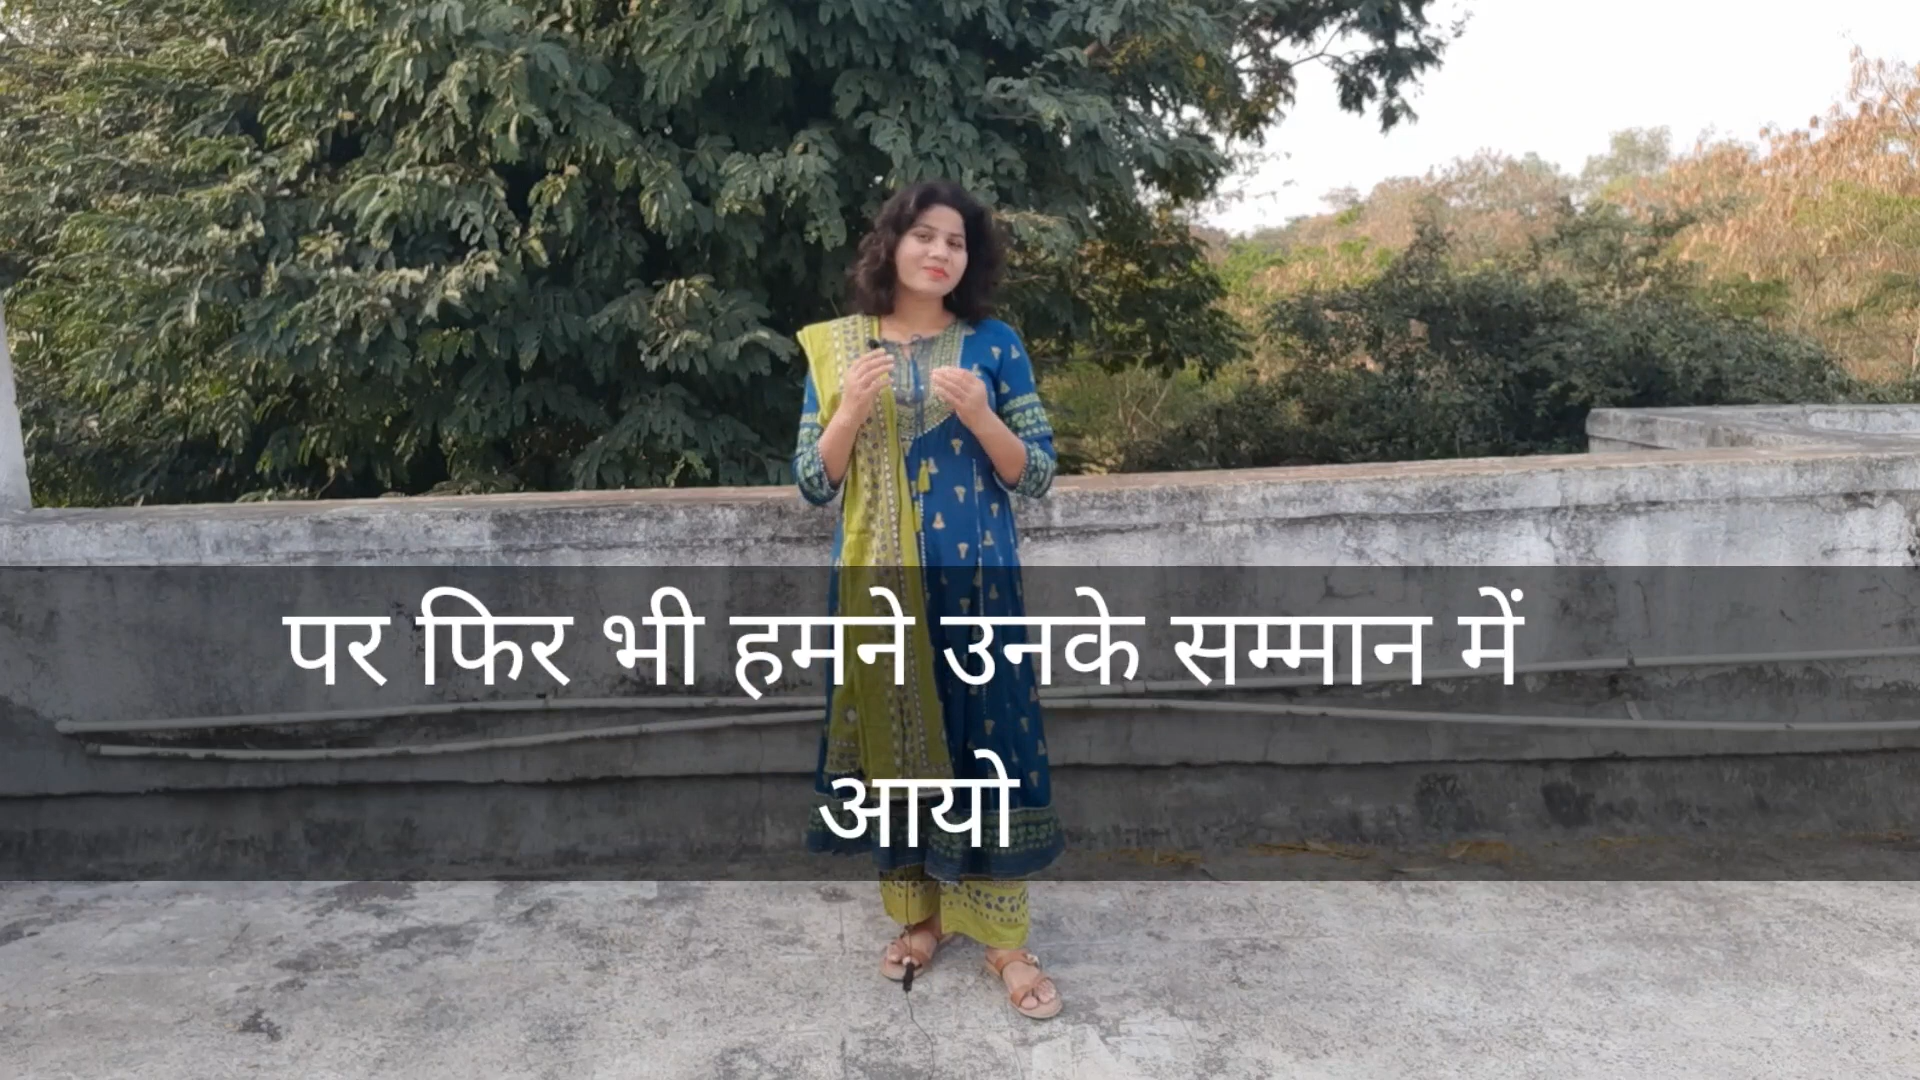 पर फिर भी हमने उनके सम्मान में
आयो